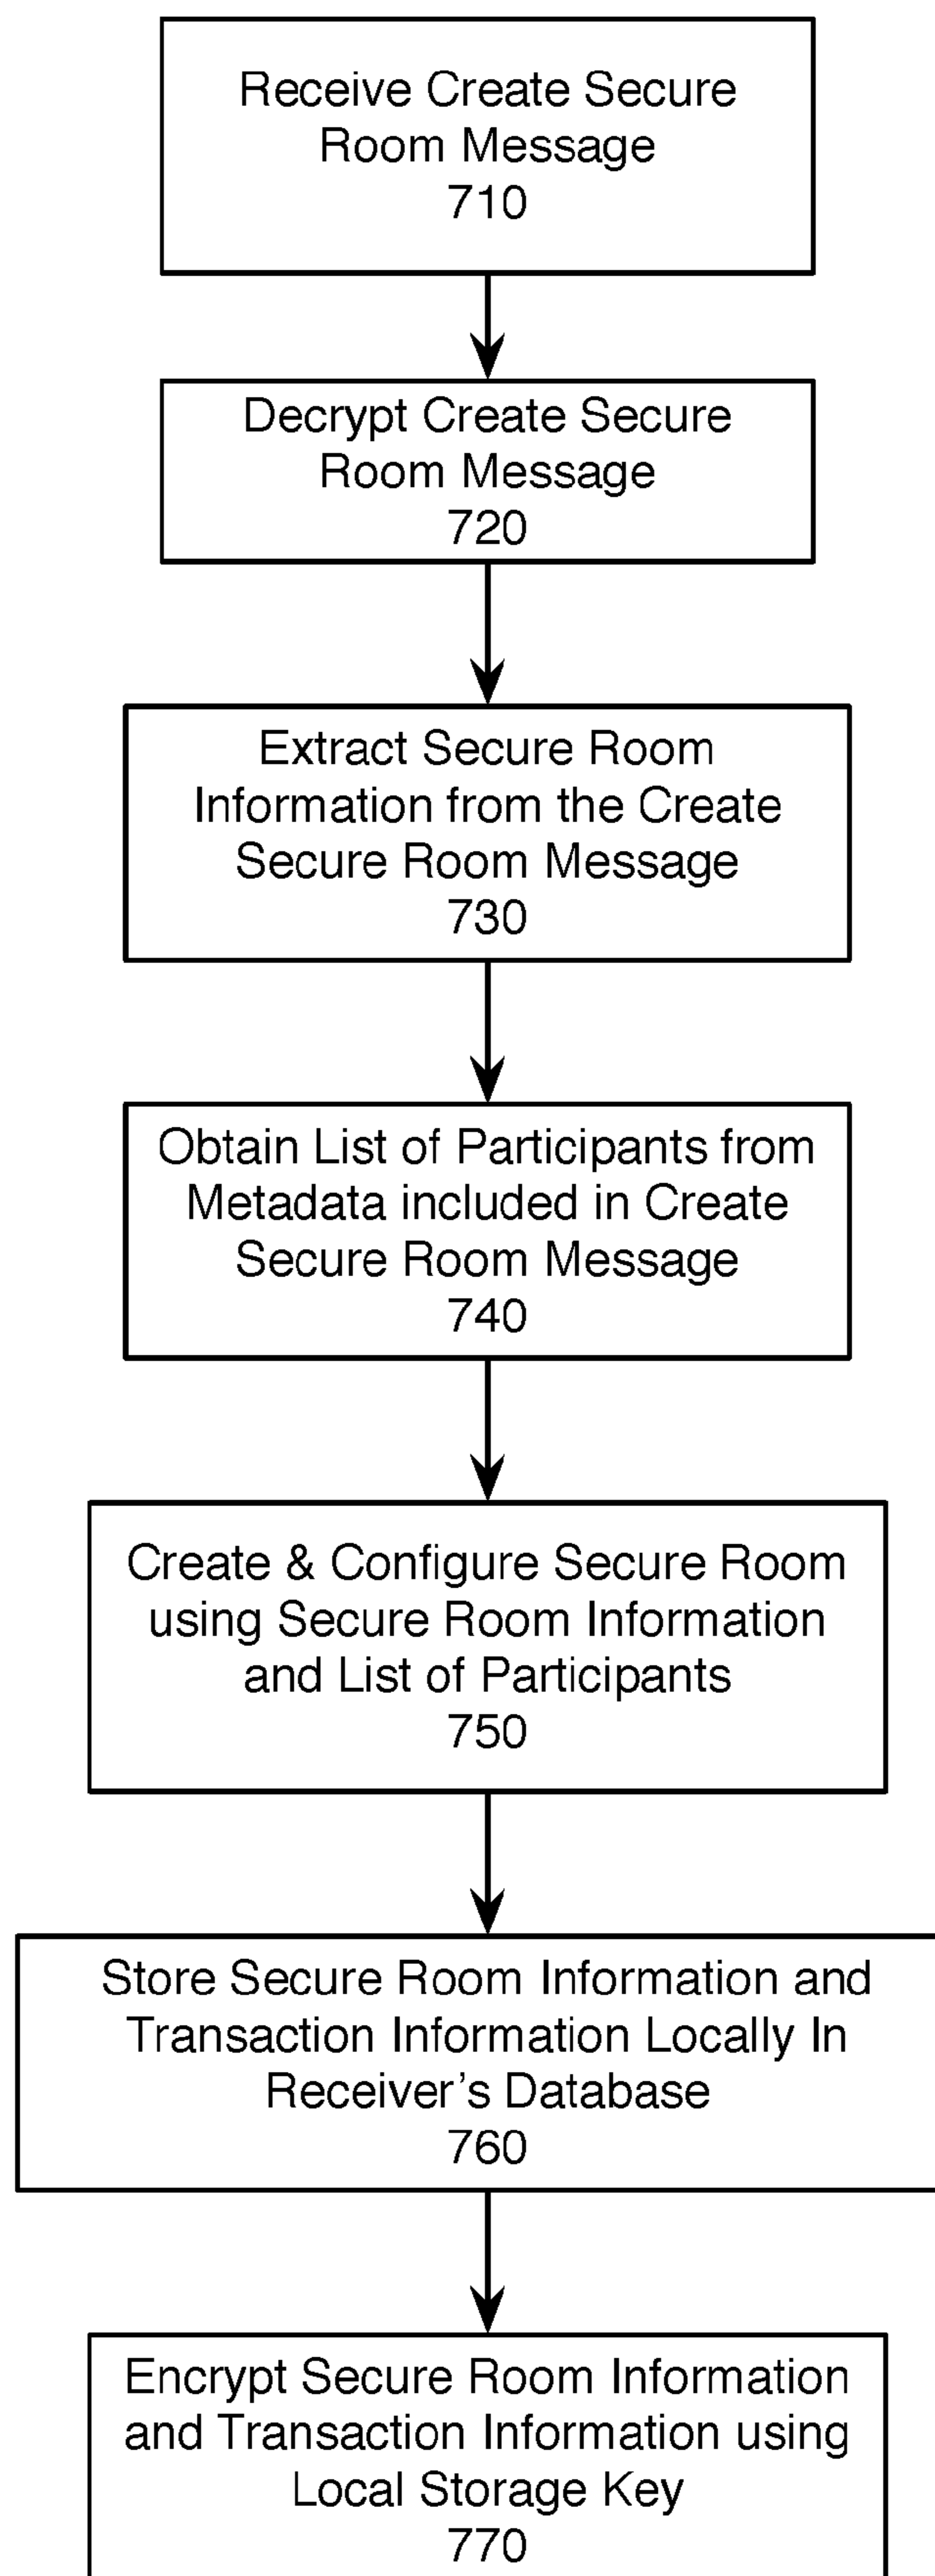 Receive Create Secure
Room Message
710
Decrypt Create Secure
Room Message
720
Extract Secure Room
Information from the Create
Secure Room Message
730
Obtain List of Participants from
Metadata included in Create
Secure Room Message
740
Create & Configure Secure Room
using Secure Room Information
and List of Participants
750
Store Secure Room Information and
Transaction Information Locally In
Receiver’s Database
760
Encrypt Secure Room Information
and Transaction Information using
Local Storage Key
770